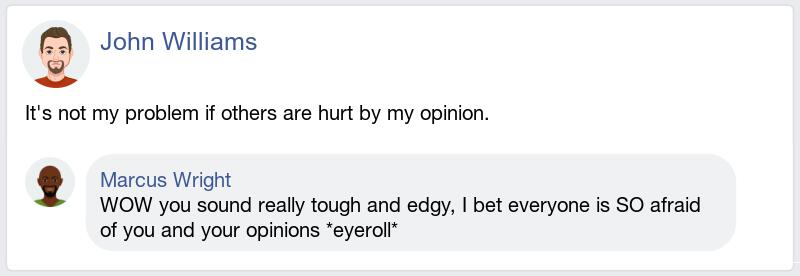 John Williams
It's not my problem if others are hurt by my opinion.
Marcus Wright
WOW you sound really tough and edgy, I bet everyone is SO afraid
of you and your opinions *eyeroll*